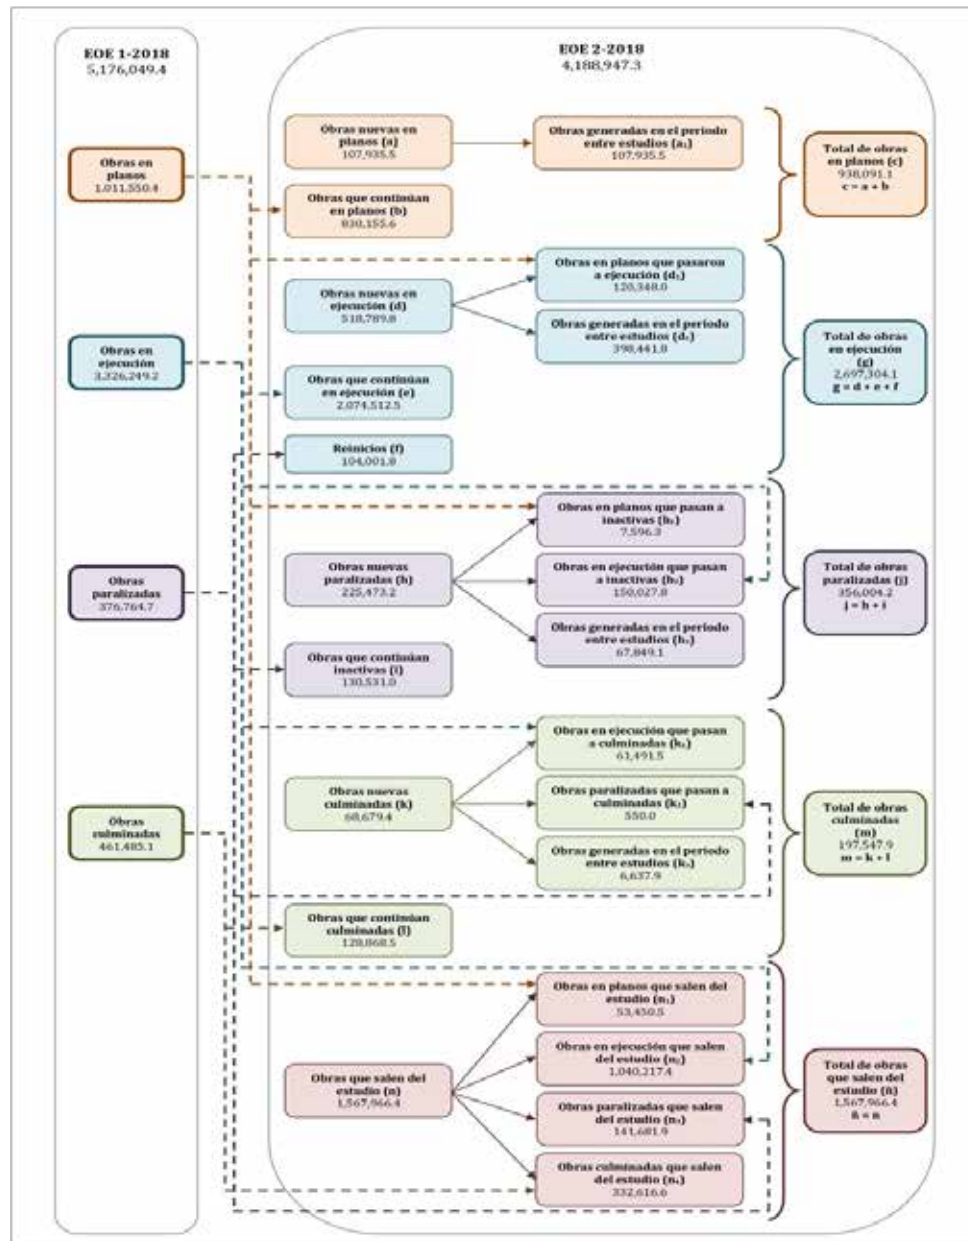 EOE 1-2018
5,176,049.4
Obras en
planos
1,011,550.4
Obras en
ejecución
3,326,249.2
Obras
paralizadas
376,764.7
Obras
culminadas
461,485.1
EOE 2-2018
4,188,947.3
Obras nuevas en
planos (a)
107,935.5
Obras generadas en el período
entre estudios (a₁)
107,935.5
Obras que continúan
en planos (b)
830,155.6
Total de obras
en planos (c)
938,091.1
c = a + b
Obras nuevas en
ejecución (d)
518,789.8
Obras en planos que pasaron
a ejecución (d₁)
120,348.0
Obras generadas en el período
entre estudios (d₂)
398,441.8
Obras que continúan
en ejecución (e)
2,074,512.5
Reinicios (f)
104,001.8
Total de obras
en ejecución
(g)
2,697,304.1
g = d + e + f
Obras nuevas
paralizadas (h)
225,473.2
Obras en planos que pasan a
inactivas (h₁)
7,596.3
Obras en ejecución que pasan
a inactivas (h₂)
150,027.8
Obras generadas en el período
entre estudios (h₃)
67,849.1
Obras que continúan
inactivas (i)
130,531.0
Total de obras
paralizadas (j)
356,004.2
j = h + i
Obras nuevas
culminadas (k)
68,679.4
Obras en ejecución que pasan
a culminadas (k₁)
61,491.5
Obras paralizadas que pasan a
culminadas (k₂)
550.0
Obras generadas en el período
entre estudios (k₃)
6,637.9
Obras que continúan
culminadas (l)
128,868.5
Total de obras
culminadas
(m)
197,547.9
m = k + l
Obras que salen del
estudio (n)
1,567,966.4
Obras en planos que salen del
estudio (n₁)
53,450.5
Obras en ejecución que salen
del estudio (n₂)
1,040,217.4
Obras paralizadas que salen
del estudio (n₃)
141,681.9
Obras culminadas que salen
del estudio (n₄)
332,616.6
Total de obras
que salen del
estudio (ñ)
1,567,966.4
ñ = n